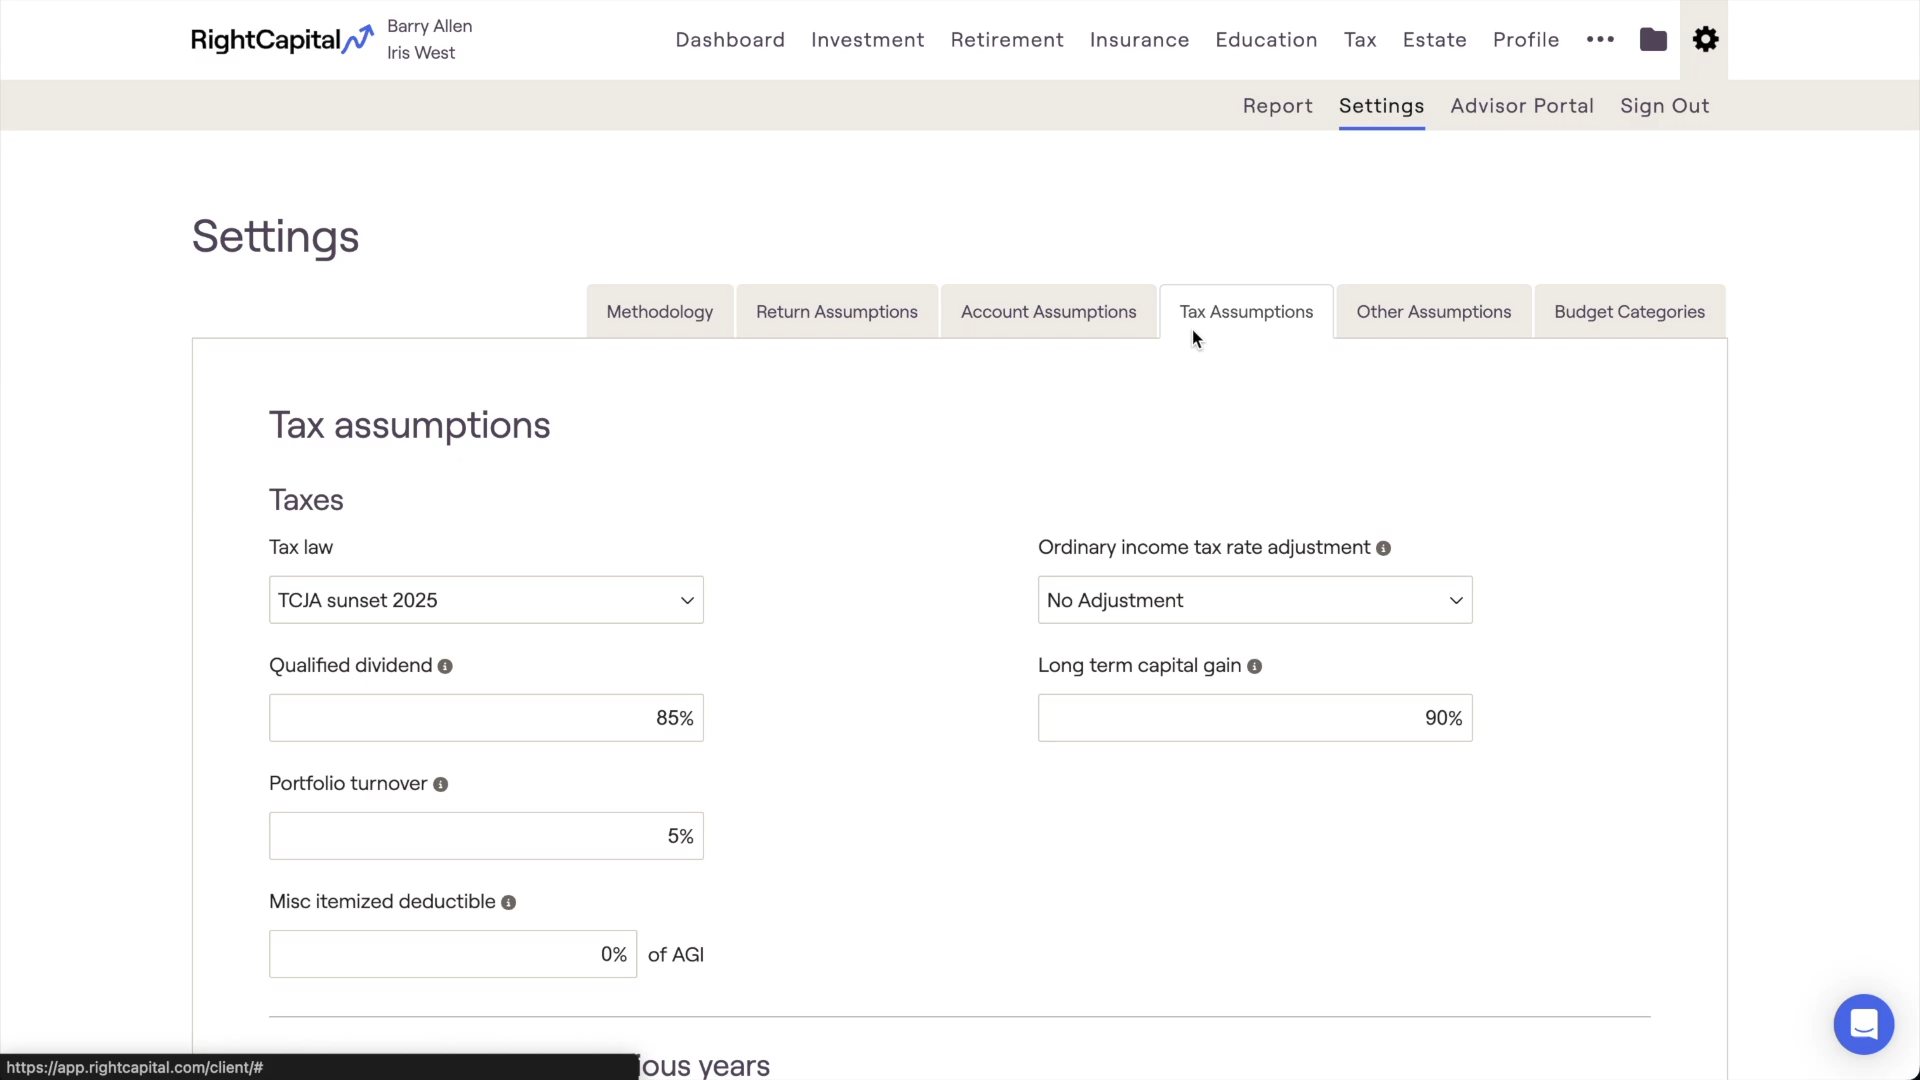 RightCapital
Barry Allen
Iris West
Dashboard Investment Retirement Insurance Education Tax Estate Profile
Report Settings Advisor Portal Sign Out
Settings
Methodology Return Assumptions Account Assumptions Tax Assumptions Other Assumptions Budget Categories
Tax assumptions
Taxes
Tax law Ordinary income tax rate adjustment
TCJA sunset 2025 No Adjustment
Qualified dividend Long term capital gain
85% 90%
Portfolio turnover
5%
Misc itemized deductible
0% of AGI
years
https://app.rightcapital.com/client/#